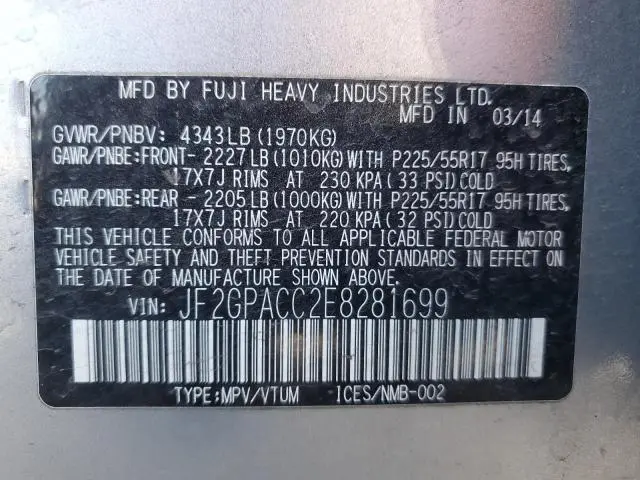 MFD BY FUJI HEAVY INDUSTRIES LTD.
MFD IN 03/14
GVWR/PNBV: 4343LB (1970KG)
GAWR/PNBE:FRONT- 2227LB (1010KG) WITH P225/55R17 95H TIRES,
17X7J RIMS AT 230 KPA ( 33 PSI) COLD
GAWR/PNBE:REAR - 2205LB (1000KG) WITH P225/55R17 95H TIRES,
17X7J RIMS AT 220 KPA ( 32 PSI) COLD
THIS VEHICLE CONFORMS TO ALL APPLICABLE FEDERAL MOTOR
VEHICLE SAFETY AND THEFT PREVENTION STANDARDS IN EFFECT ON
THE DATE OF MANUFACTURE SHOWN ABOVE.
VIN: JF2GPACC2E8281699
TYPE:MPV/VTUM ICES/NMB-002